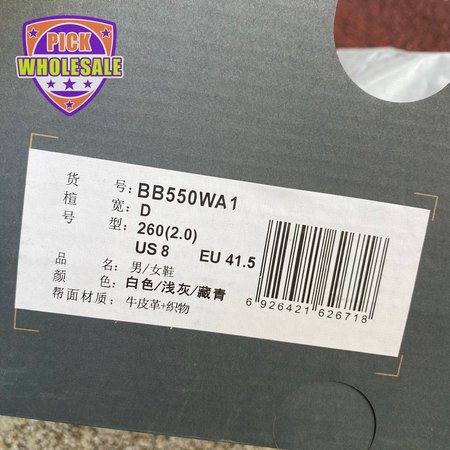 PICK
WHOLESALE
货 号: BB550WA1
楦 宽: D
号 型: 260(2.0)
US 8 EU 41.5
品 名: 男/女鞋
颜 色: 白色/浅灰/藏青
帮面材质: 牛皮革+织物
6 926421 626718